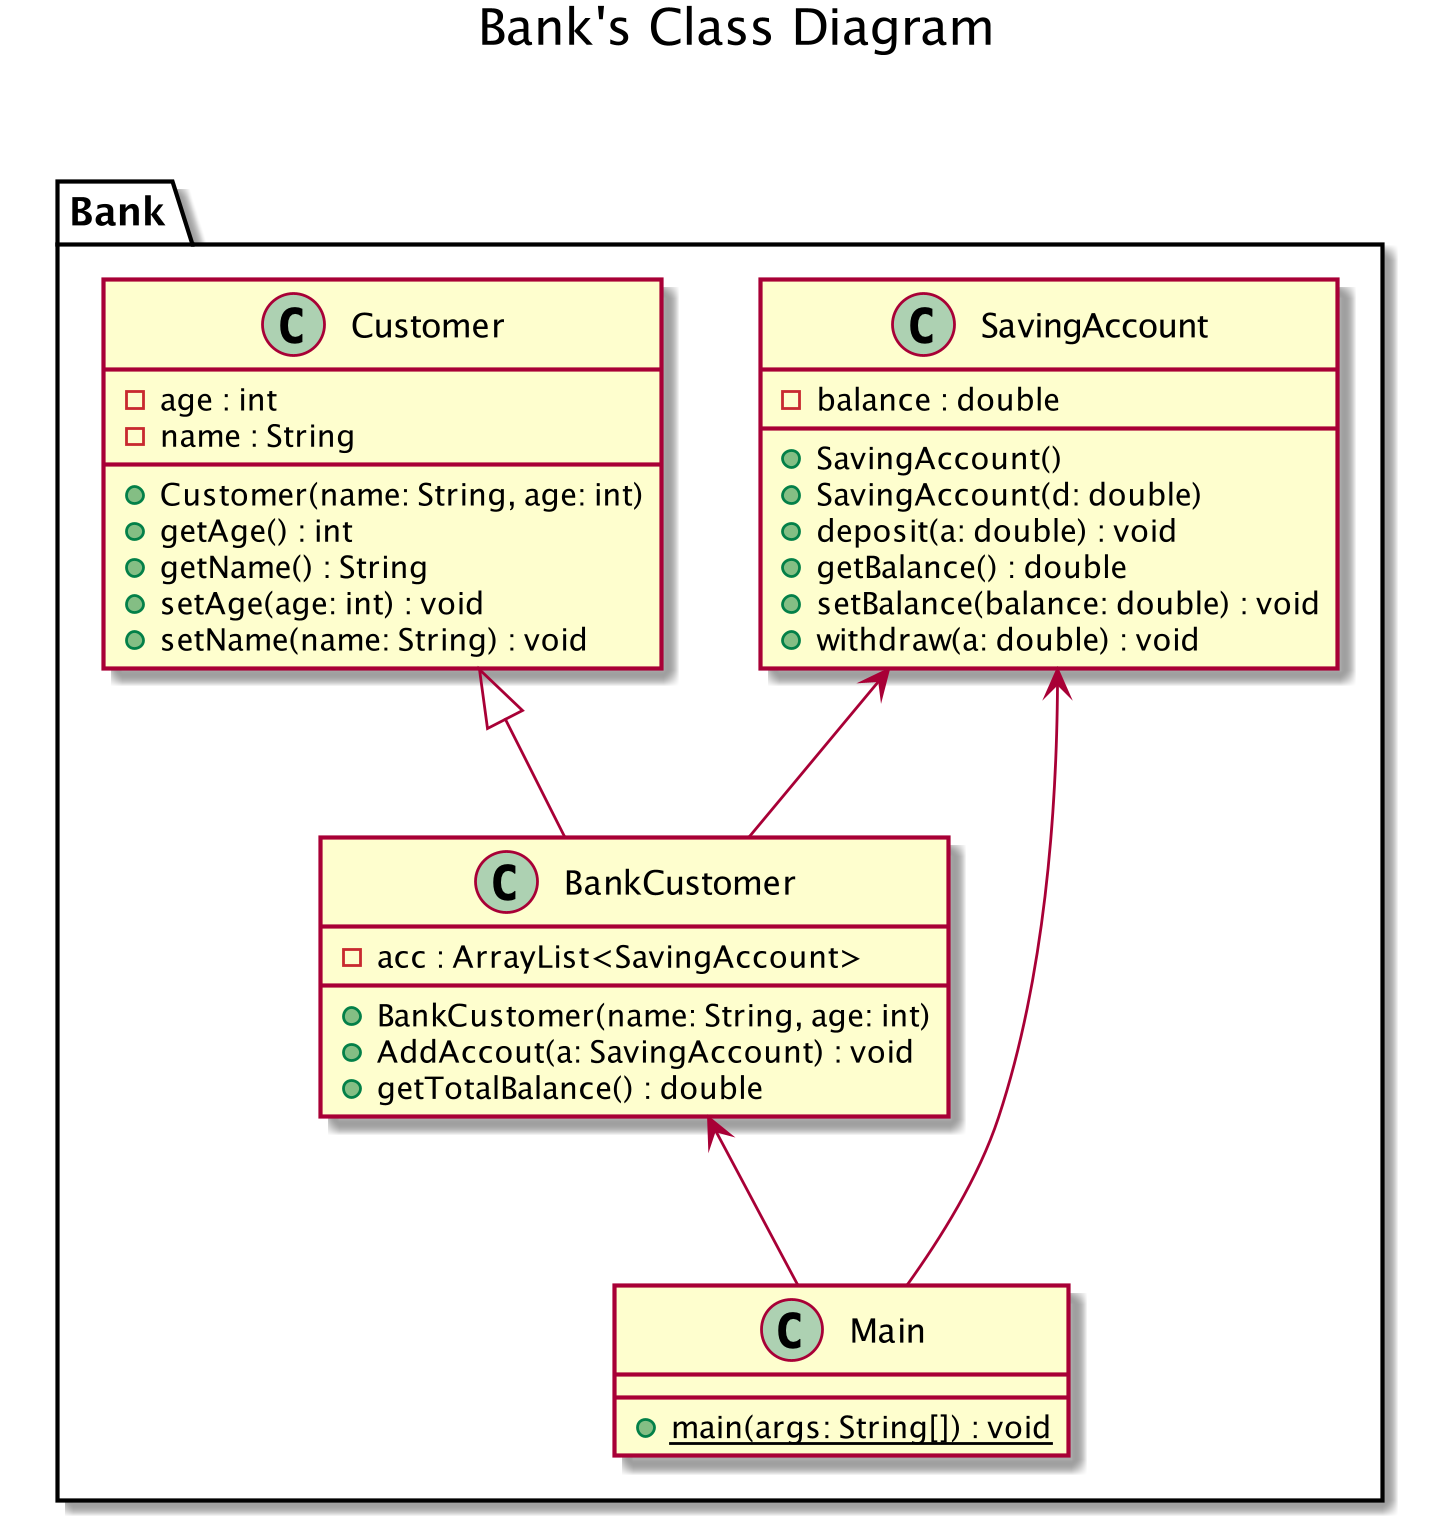 Bank's Class Diagram
Bank
C Customer
age : int
name : String
Customer(name: String, age: int)
getAge() : int
getName() : String
setAge(age: int) : void
setName(name: String) : void
C SavingAccount
balance : double
SavingAccount()
SavingAccount(d: double)
deposit(a: double) : void
getBalance() : double
setBalance(balance: double) : void
withdraw(a: double) : void
C BankCustomer
acc : ArrayList<SavingAccount>
BankCustomer(name: String, age: int)
AddAccout(a: SavingAccount) : void
getTotalBalance() : double
C Main
main(args: String[]) : void